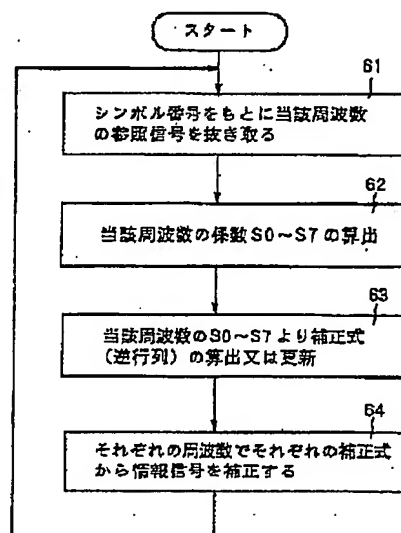 スタート
61
シンボル番号をもとに当該周波数
の参照信号を抜き取る
62
当該周波数の係数S0～S7の算出
63
当該周波数のS0～S7より補正式
(逆行列)の算出又は更新
64
それぞれの周波数でそれぞれの補正式
から情報信号を補正する